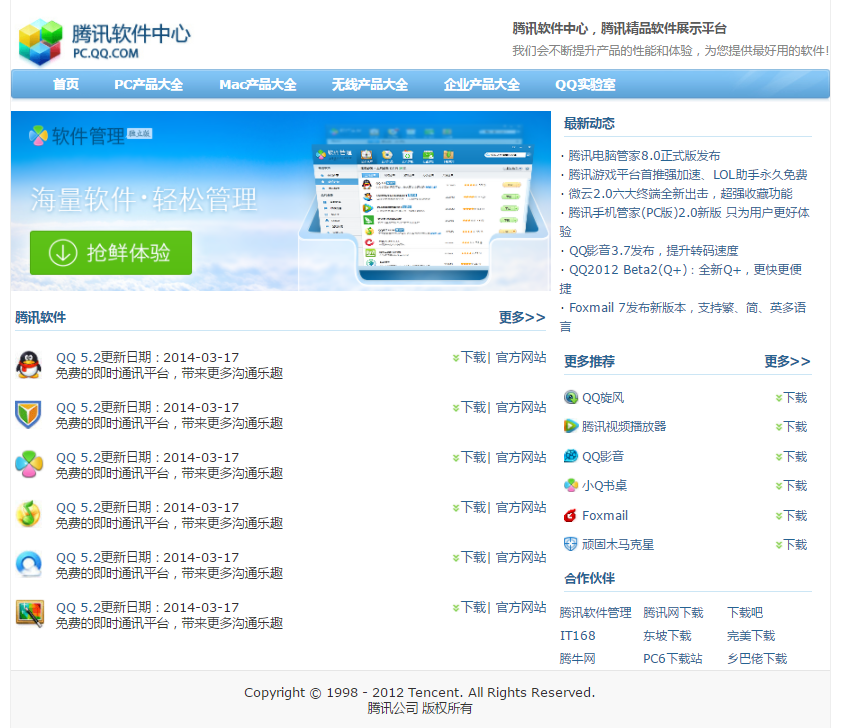 腾讯软件中心
PC.QQ.COM
腾讯软件中心，腾讯精品软件展示平台
我们会不断提升产品的性能和体验，为您提供最好用的软件!
首页 PC产品大全 Mac产品大全 无线产品大全 企业产品大全 QQ实验室
软件管理 独立版
海量软件·轻松管理
抢鲜体验
腾讯软件 更多>>
QQ 5.2更新日期：2014-03-17 下载| 官方网站
免费的即时通讯平台，带来更多沟通乐趣
QQ 5.2更新日期：2014-03-17 下载| 官方网站
免费的即时通讯平台，带来更多沟通乐趣
QQ 5.2更新日期：2014-03-17 下载| 官方网站
免费的即时通讯平台，带来更多沟通乐趣
QQ 5.2更新日期：2014-03-17 下载| 官方网站
免费的即时通讯平台，带来更多沟通乐趣
QQ 5.2更新日期：2014-03-17 下载| 官方网站
免费的即时通讯平台，带来更多沟通乐趣
QQ 5.2更新日期：2014-03-17 下载| 官方网站
免费的即时通讯平台，带来更多沟通乐趣
最新动态
· 腾讯电脑管家8.0正式版发布
· 腾讯游戏平台首推强加速、LOL助手永久免费
· 微云2.0六大终端全新出击，超强收藏功能
· 腾讯手机管家(PC版)2.0新版 只为用户更好体
验
· QQ影音3.7发布，提升转码速度
· QQ2012 Beta2(Q+)：全新Q+，更快更便
捷
· Foxmail 7发布新版本，支持繁、简、英多语
言
更多推荐 更多>>
QQ旋风 下载
腾讯视频播放器 下载
QQ影音 下载
小Q书桌 下载
Foxmail 下载
顽固木马克星 下载
合作伙伴
腾讯软件管理 腾讯网下载 下载吧
IT168 东坡下载 完美下载
腾牛网 PC6下载站 乡巴佬下载
Copyright © 1998 - 2012 Tencent. All Rights Reserved.
腾讯公司 版权所有